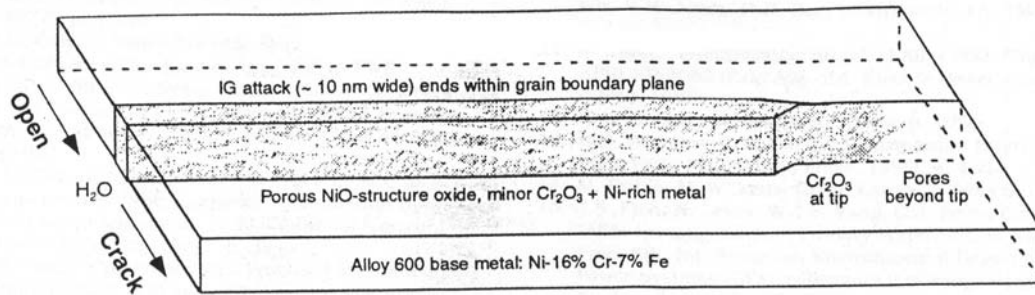 IG attack (~ 10 nm wide) ends within grain boundary plane
Open
H₂O
Crack
Porous NiO-structure oxide, minor Cr₂O₃ + Ni-rich metal
Cr₂O₃
at tip
Pores
beyond tip
Alloy 600 base metal: Ni-16% Cr-7% Fe